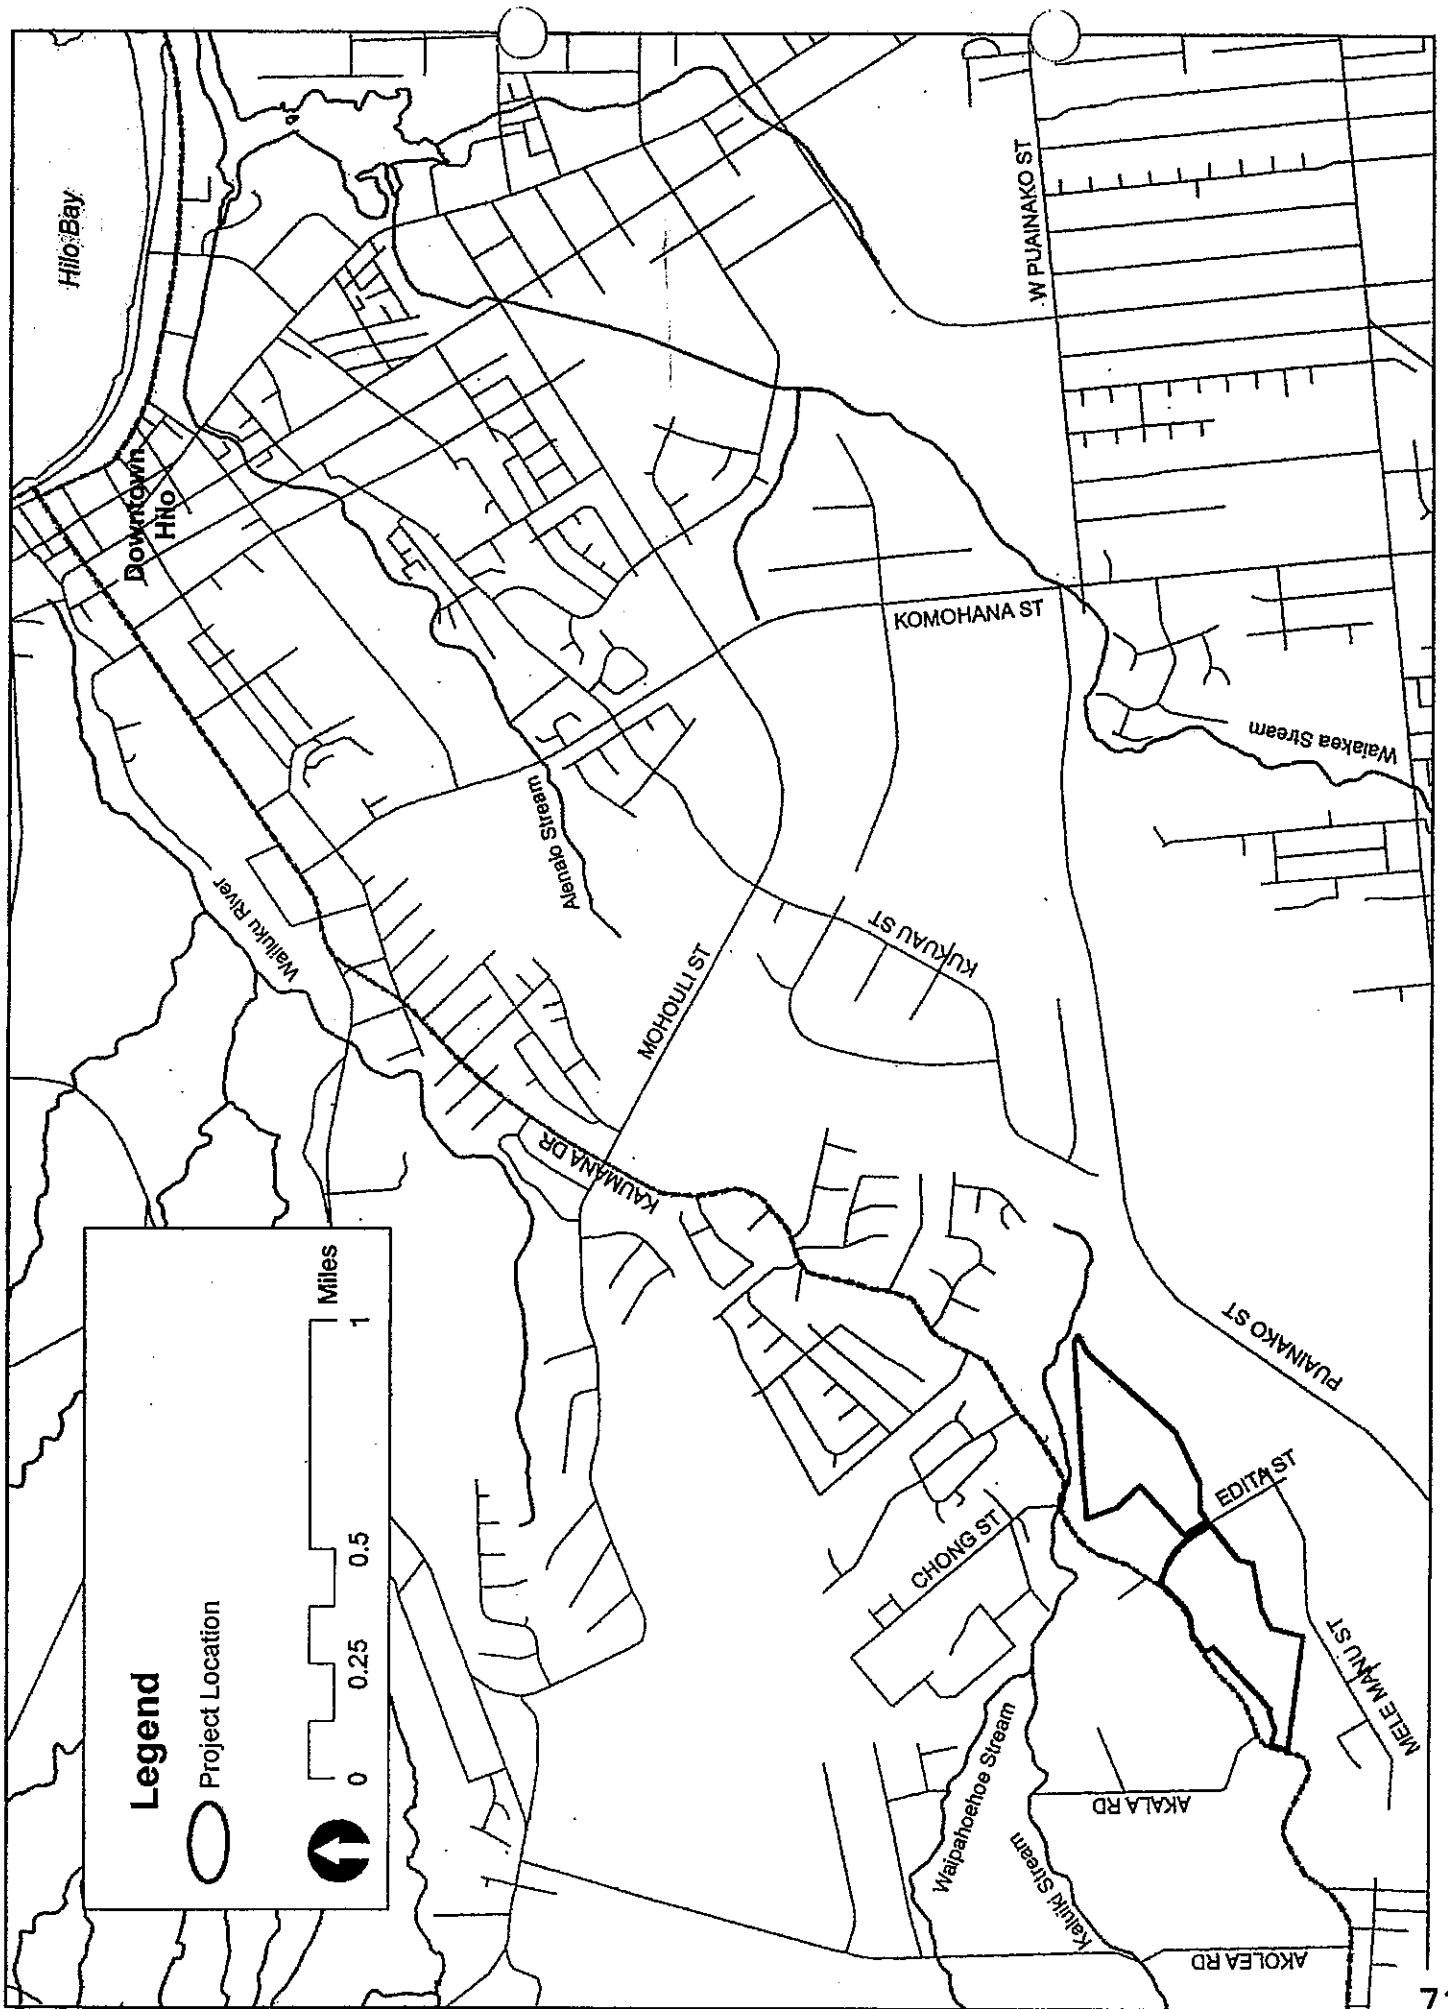 Legend
Project Location
0
0.25
0.5
1
Miles
Hilo Bay
Downtown
Hilo
Wailuku River
Alenaio Stream
KAUMANA DR
MOHOULI ST
KUKUAU ST
KOMOHANA ST
W PUAINAKO ST
Waiakea Stream
PUAINAKO ST
EDITA ST
CHONG ST
MELE MANU ST
Waipahoehoe Stream
Kaluiki Stream
AKALA RD
AKOLEA RD